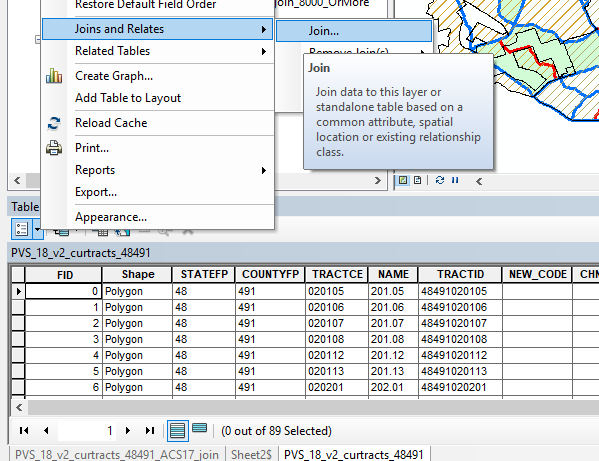 Restore Default Field Order
Join_8000_OrMore
Joins and Relates
Join...
Related Tables
Remove Join(s)
Create Graph...
Join
Add Table to Layout
Join data to this layer or
standalone table based on a
common attribute, spatial
location or existing relationship
class.
Reload Cache
Print...
Reports
Export...
Appearance...
Table
PVS_18_v2_curtracts_48491
FID Shape STATEFP COUNTYFP TRACTCE NAME TRACTID NEW_CODE CHN
0 Polygon 48 491 020105 201.05 48491020105
1 Polygon 48 491 020106 201.06 48491020106
2 Polygon 48 491 020107 201.07 48491020107
3 Polygon 48 491 020108 201.08 48491020108
4 Polygon 48 491 020112 201.12 48491020112
5 Polygon 48 491 020113 201.13 48491020113
6 Polygon 48 491 020201 202.01 48491020201
1
(0 out of 89 Selected)
PVS_18_v2_curtracts_48491_ACS17_join Sheet2$ PVS_18_v2_curtracts_48491